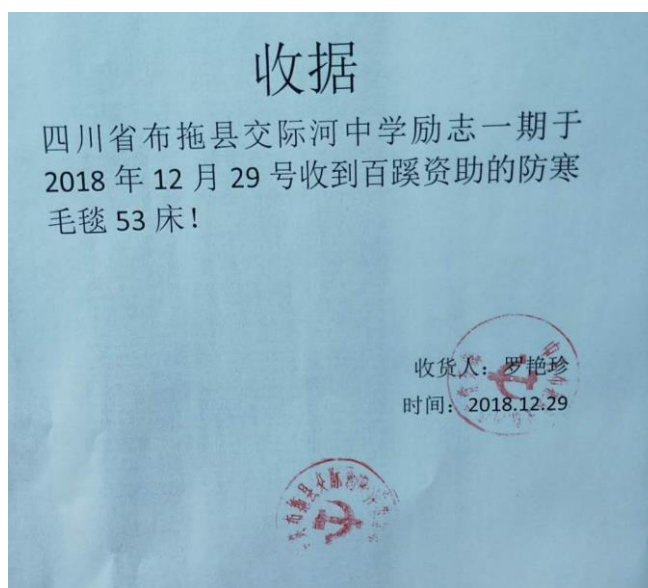 收据
四川省布拖县交际河中学励志一期于
2018 年 12 月 29 号收到百蹊资助的防寒
毛毯 53 床！
收货人：罗艳珍
时间：2018.12.29